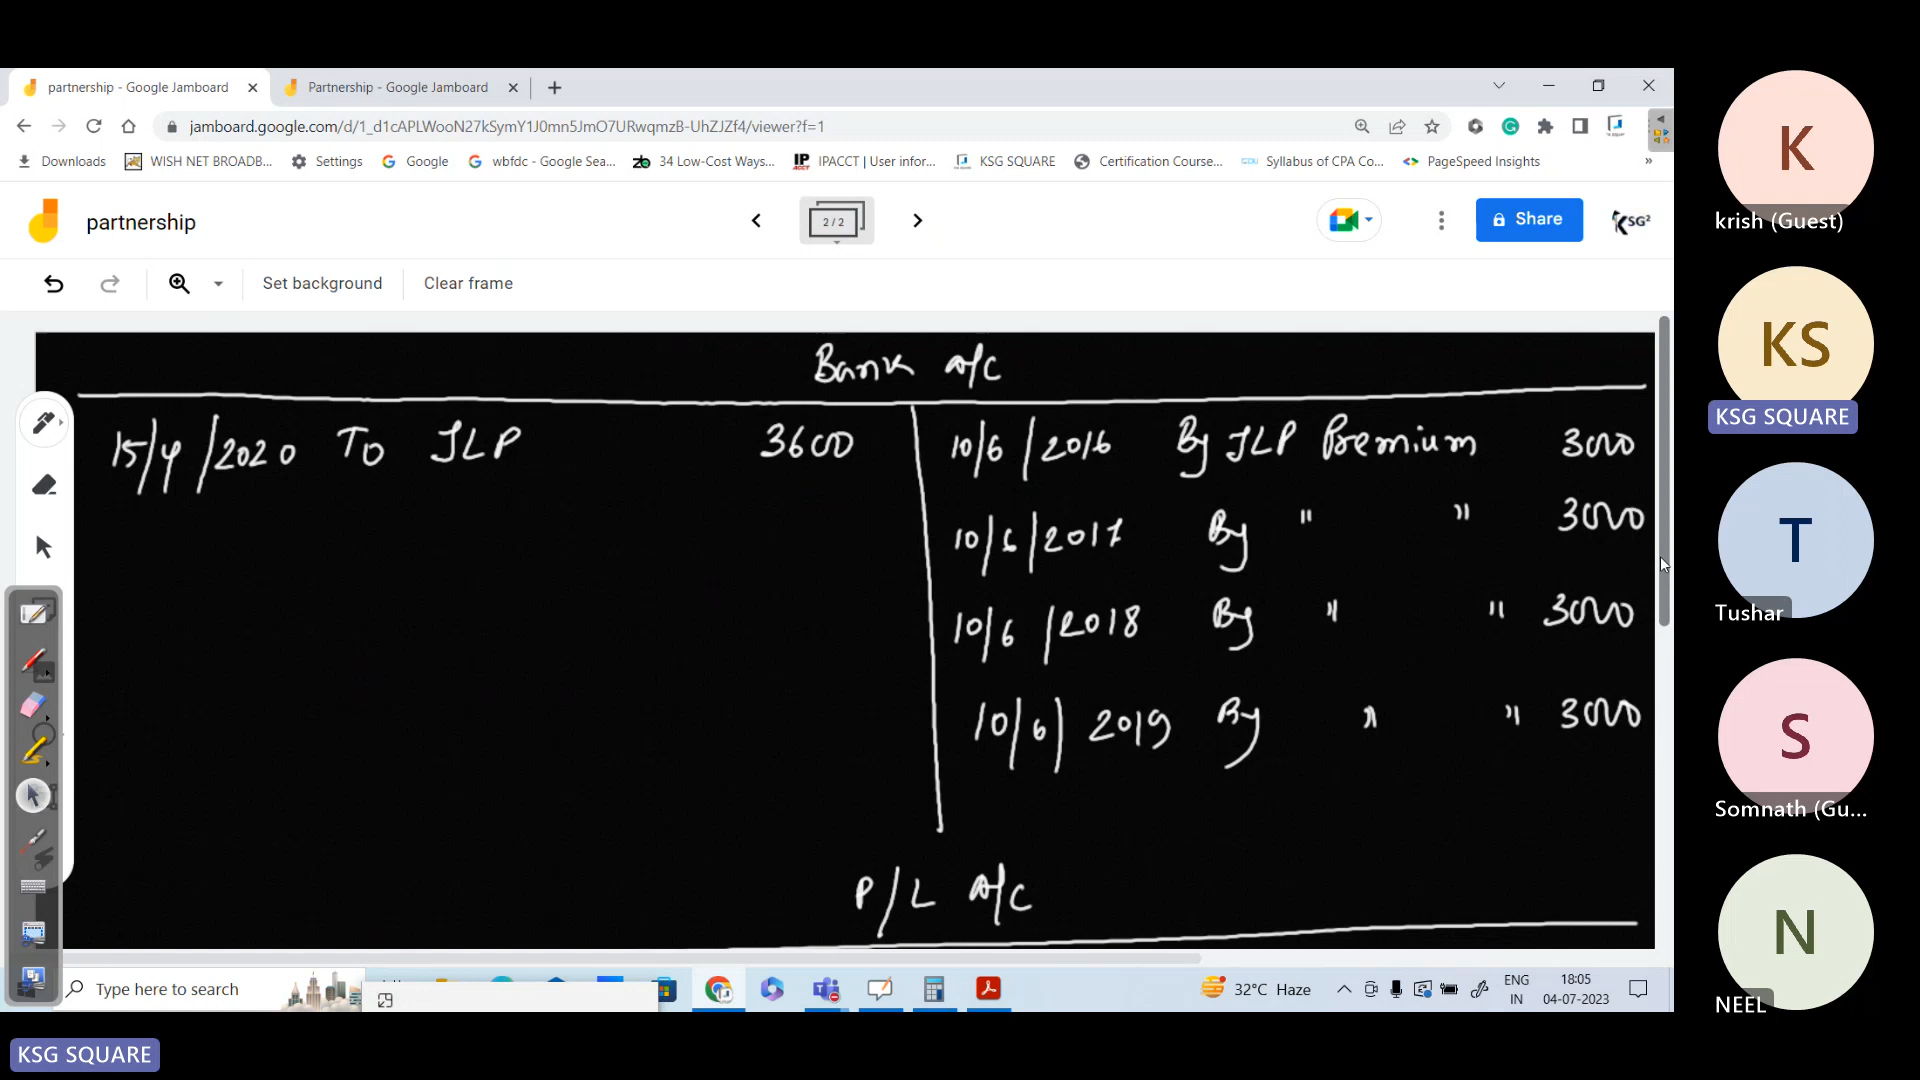 partnership - Google Jamboard
Partnership - Google Jamboard
jamboard.google.com/d/1_d1cAPLWooN27kSymY1J0mn5JmO7URwqmzB-UhZJZf4/viewer?f=1
Downloads WISH NET BROADB... Settings Google wbfdc - Google Sea... 34 Low-Cost Ways... IPACCT | User infor... KSG SQUARE Certification Course... Syllabus of CPA Co... PageSpeed Insights »
partnership
2 / 2
Share
KSG²
Set background
Clear frame
Bank A/C
15/4/2020 To JLP 3600
10/6/2016 By JLP Premium 3000
10/6/2017 By " " 3000
10/6/2018 By " " 3000
10/6/2019 By " " 3000
P/L A/C
Type here to search
32°C Haze
ENG
IN
18:05
04-07-2023
K
krish (Guest)
KS
KSG SQUARE
T
Tushar
S
Somnath (Gu...
N
NEEL
KSG SQUARE